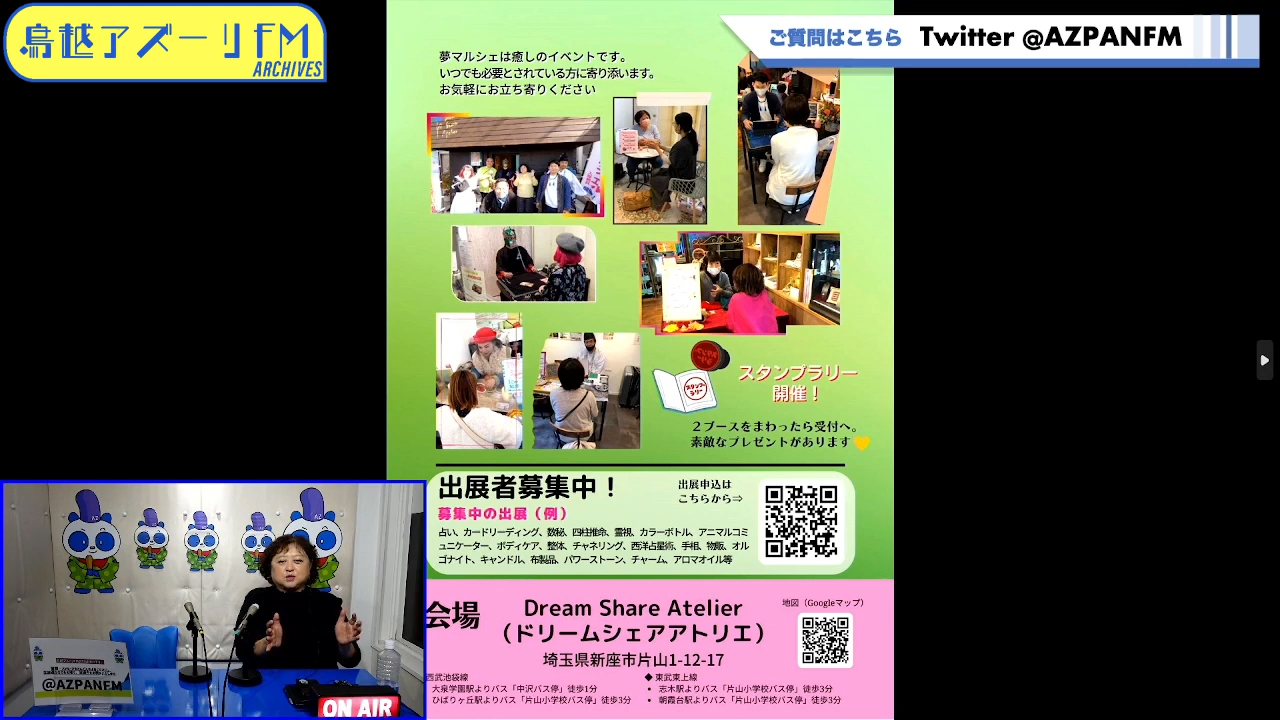 鳥越アズーリFM
ARCHIVES
ご質問はこちら Twitter @AZPANFM
夢マルシェは癒しのイベントです。
いつでも必要とされている方に寄り添います。
お気軽にお立ち寄りください
スタンプラリー
開催！
スタンプ
ラリー
２ブースをまわったら受付へ。
素敵なプレゼントがあります
出展者募集中！
出展申込は
こちらから⇒
募集中の出展（例）
占い、カードリーディング、数秘、四柱推命、霊視、カラーボトル、アニマルコミ
ュニケーター、ボディケア、整体、チャネリング、西洋占星術、手相、物販、オル
ゴナイト、キャンドル、布製品、パワーストーン、チャーム、アロマオイル等
会場
Dream Share Atelier
（ドリームシェアアトリエ）
埼玉県新座市片山1-12-17
地図（Googleマップ）
西武池袋線
大泉学園駅よりバス「中沢バス停」徒歩1分
ひばりヶ丘駅よりバス「片山小学校バス停」徒歩3分
◆ 東武東上線
• 志木駅よりバス「片山小学校バス停」徒歩3分
• 朝霞台駅よりバス「片山小学校バス停」徒歩3分
@AZPANFM
ON AIR